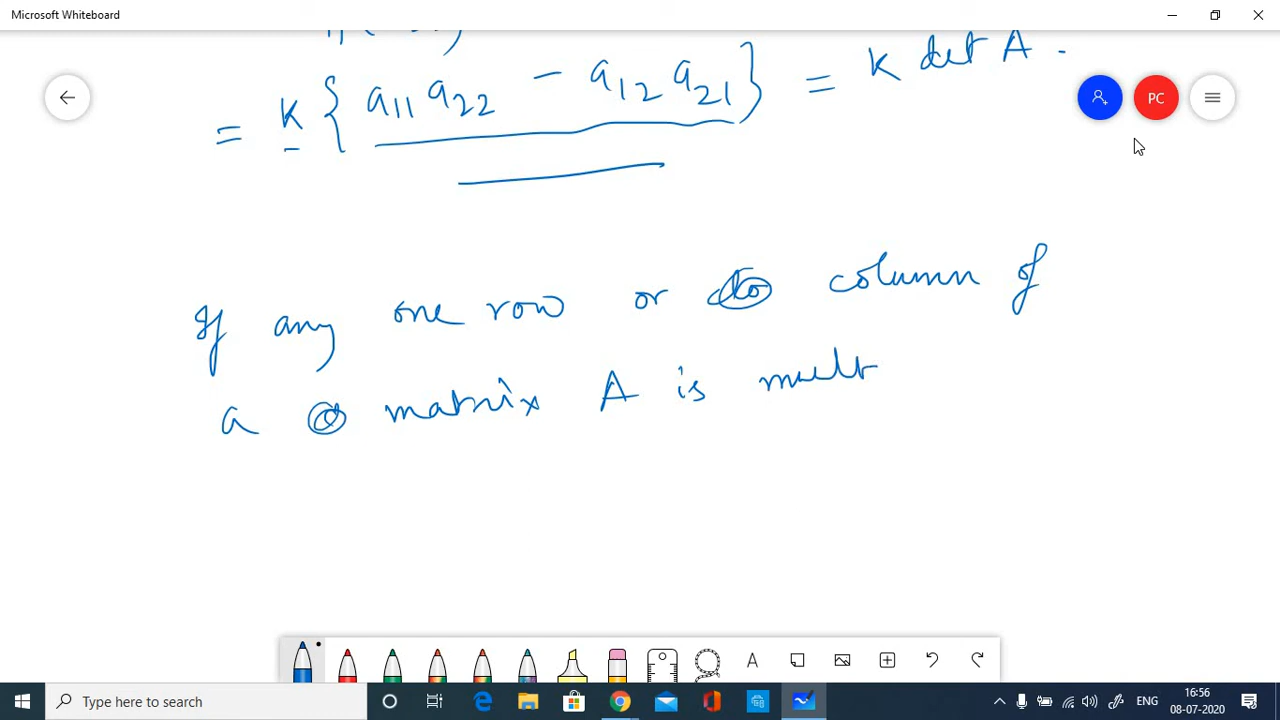 Microsoft Whiteboard
= k { a11 a22 - a12 a21 } = k det A .
PC
If any one row or column of
a matrix A is mult
A
Type here to search
ENG
16:56
08-07-2020